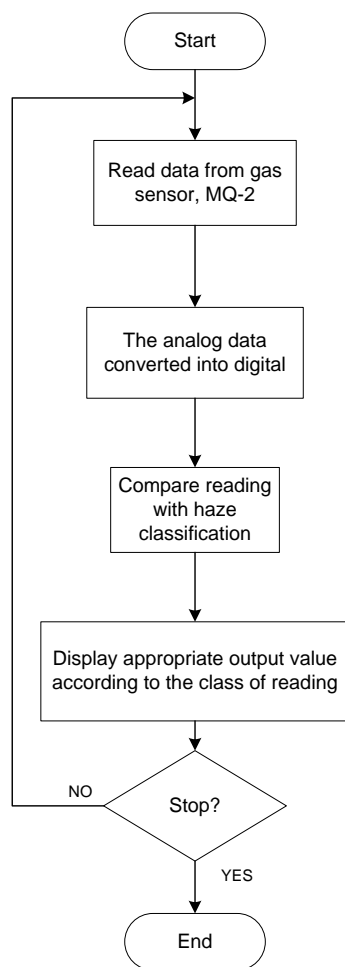 Start
Read data from gas
sensor, MQ-2
The analog data
converted into digital
Compare reading
with haze
classification
Display appropriate output value
according to the class of reading
NO
Stop?
YES
End